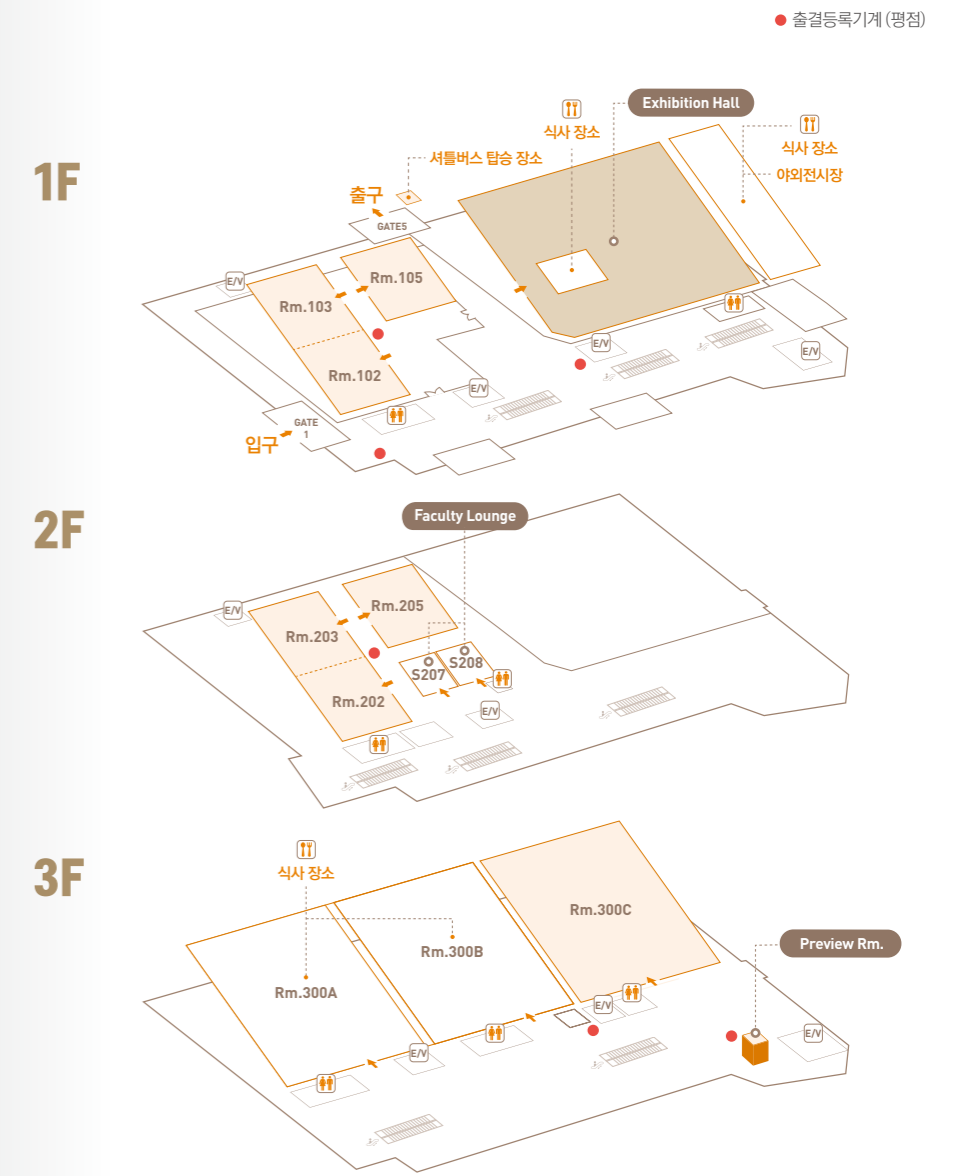 출결등록기계 (평점)
1F
Exhibition Hall
식사 장소
식사 장소
야외전시장
셔틀버스 탑승 장소
출구
GATE5
E/V
Rm.105
Rm.103
Rm.102
E/V
E/V
E/V
GATE
1
입구
2F
Faculty Lounge
E/V
Rm.205
Rm.203
S207
S208
Rm.202
E/V
3F
식사 장소
Rm.300C
Rm.300B
Rm.300A
Preview Rm.
E/V
E/V
E/V